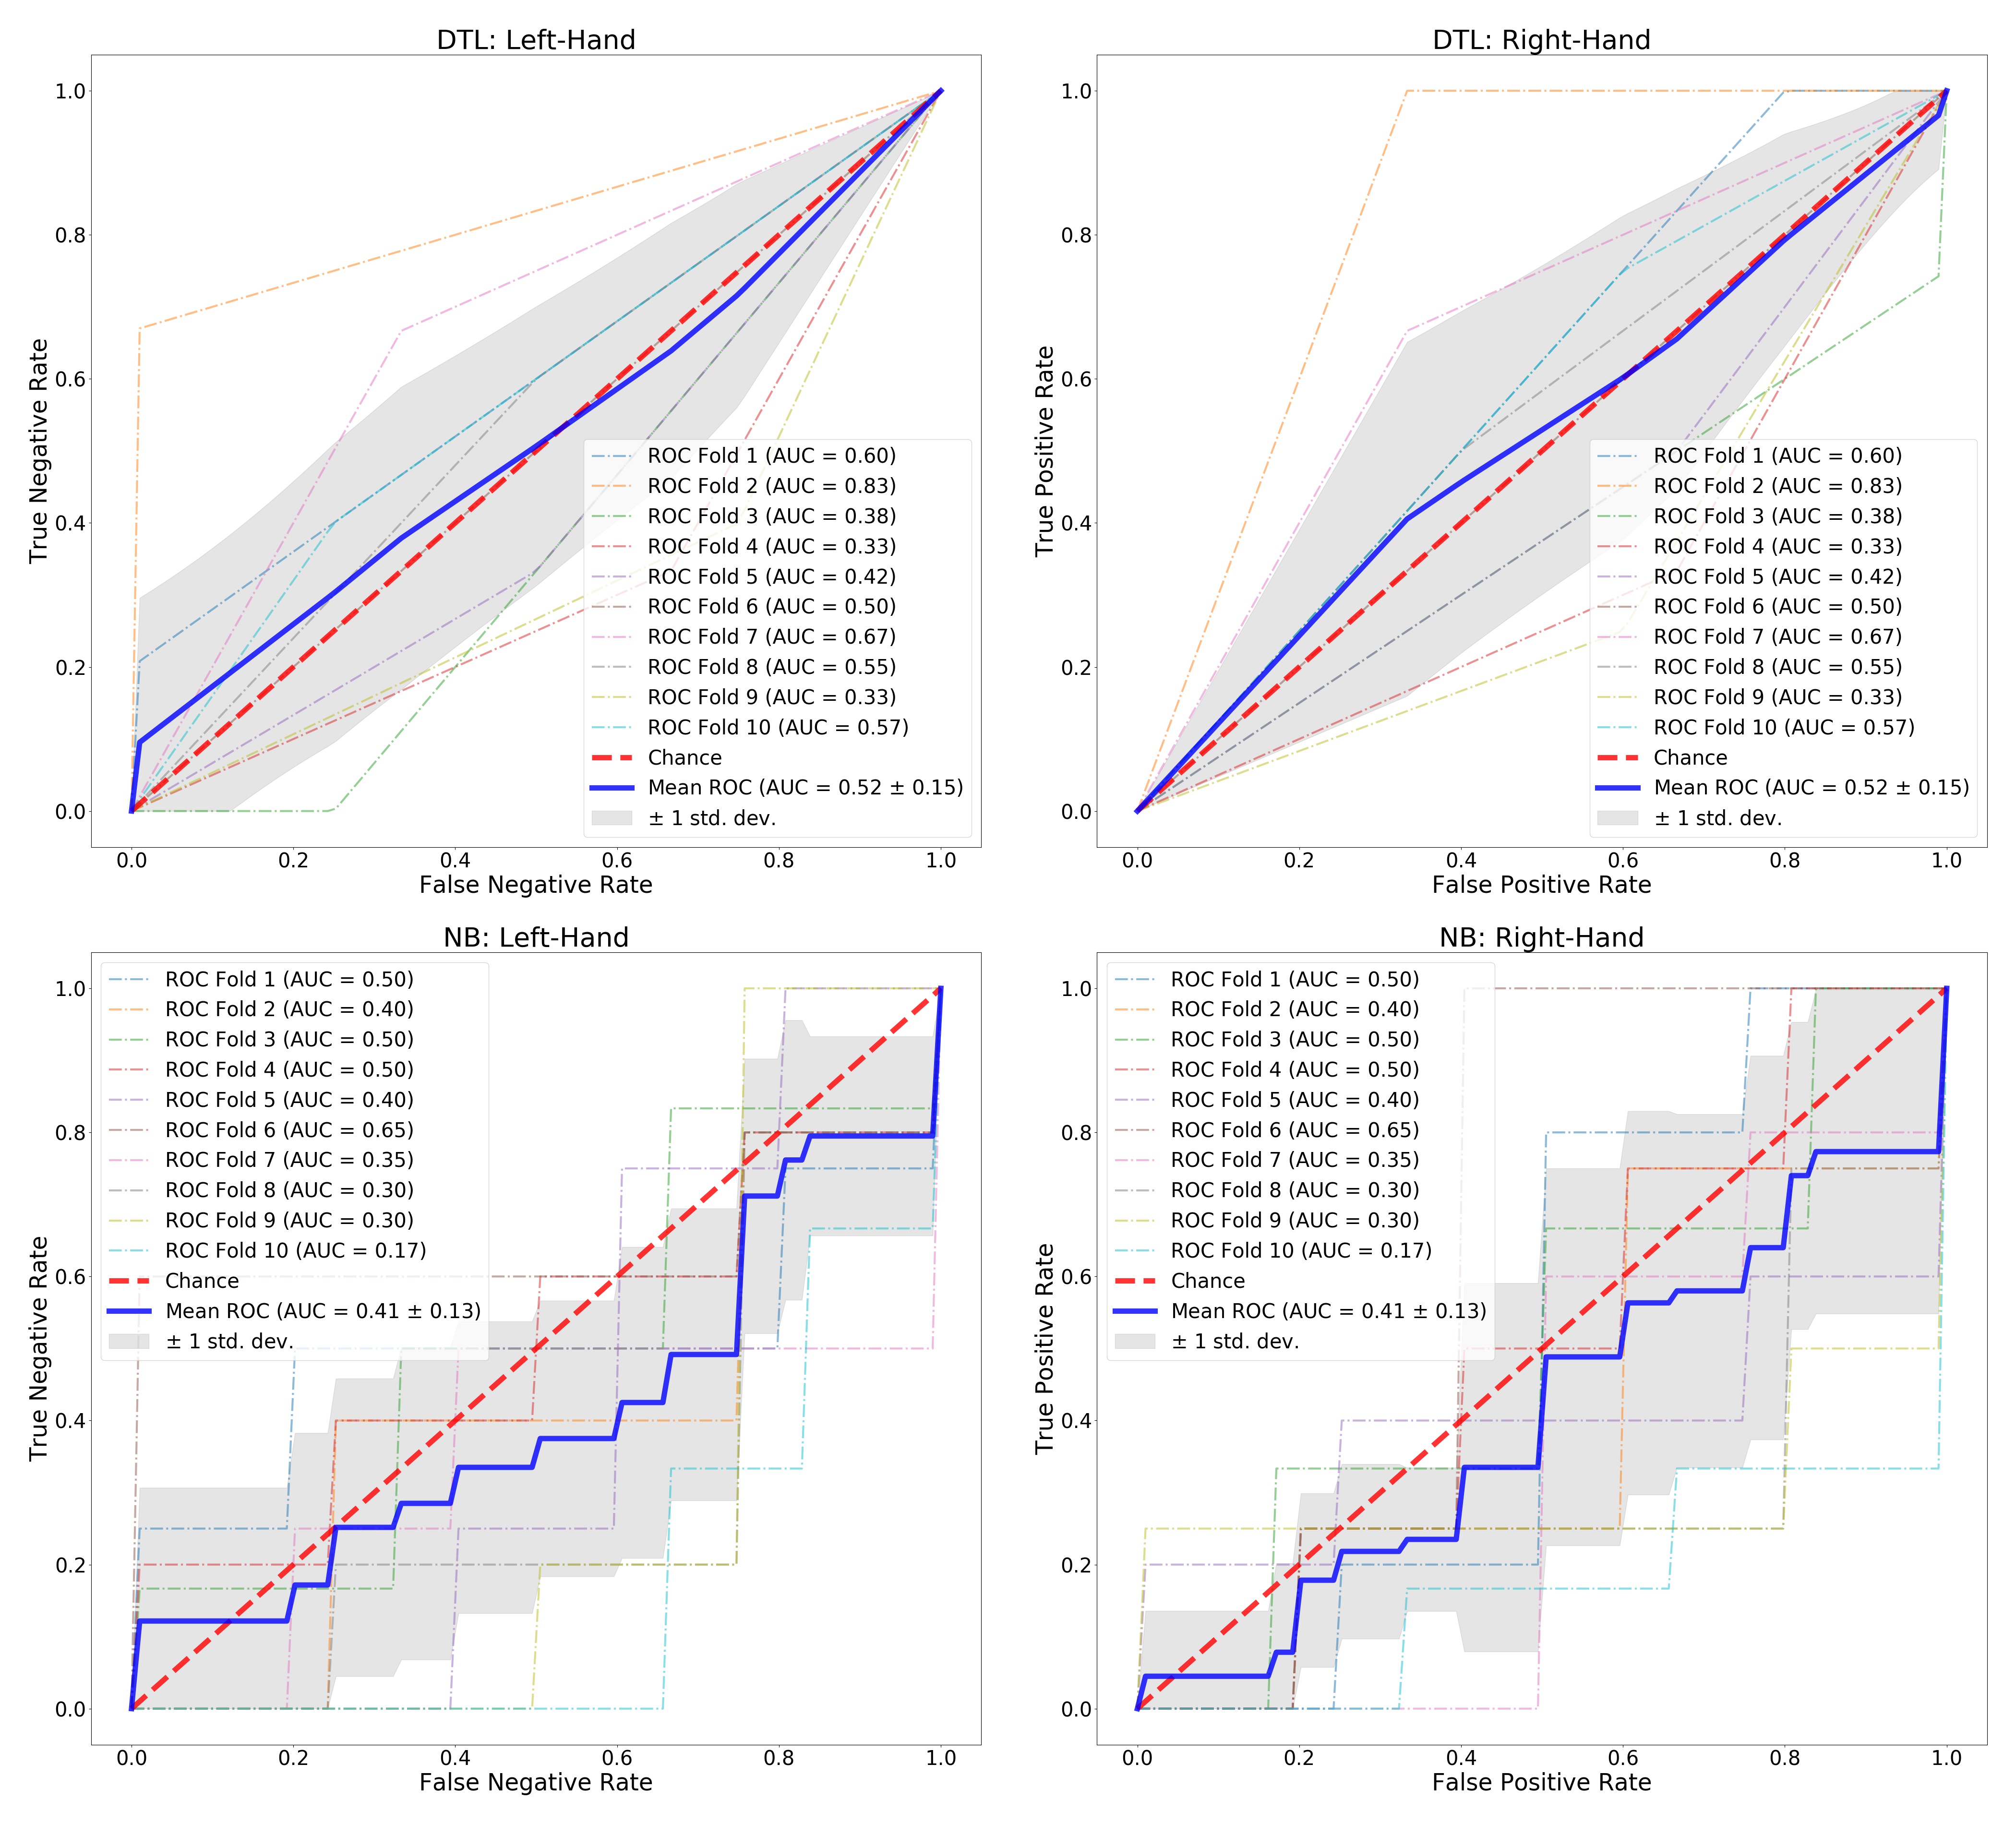 DTL: Left-Hand
1.0
0.8
0.6
0.4
0.2
0.0
True Negative Rate
ROC Fold 1 (AUC = 0.60)
ROC Fold 2 (AUC = 0.83)
ROC Fold 3 (AUC = 0.38)
ROC Fold 4 (AUC = 0.33)
ROC Fold 5 (AUC = 0.42)
ROC Fold 6 (AUC = 0.50)
ROC Fold 7 (AUC = 0.67)
ROC Fold 8 (AUC = 0.55)
ROC Fold 9 (AUC = 0.33)
ROC Fold 10 (AUC = 0.57)
Chance
Mean ROC (AUC = 0.52 ± 0.15)
± 1 std. dev.
0.0 0.2 0.4 0.6 0.8 1.0
False Negative Rate
DTL: Right-Hand
1.0
0.8
0.6
0.4
0.2
0.0
True Positive Rate
ROC Fold 1 (AUC = 0.60)
ROC Fold 2 (AUC = 0.83)
ROC Fold 3 (AUC = 0.38)
ROC Fold 4 (AUC = 0.33)
ROC Fold 5 (AUC = 0.42)
ROC Fold 6 (AUC = 0.50)
ROC Fold 7 (AUC = 0.67)
ROC Fold 8 (AUC = 0.55)
ROC Fold 9 (AUC = 0.33)
ROC Fold 10 (AUC = 0.57)
Chance
Mean ROC (AUC = 0.52 ± 0.15)
± 1 std. dev.
0.0 0.2 0.4 0.6 0.8 1.0
False Positive Rate
NB: Left-Hand
1.0
0.8
0.6
0.4
0.2
0.0
True Negative Rate
ROC Fold 1 (AUC = 0.50)
ROC Fold 2 (AUC = 0.40)
ROC Fold 3 (AUC = 0.50)
ROC Fold 4 (AUC = 0.50)
ROC Fold 5 (AUC = 0.40)
ROC Fold 6 (AUC = 0.65)
ROC Fold 7 (AUC = 0.35)
ROC Fold 8 (AUC = 0.30)
ROC Fold 9 (AUC = 0.30)
ROC Fold 10 (AUC = 0.17)
Chance
Mean ROC (AUC = 0.41 ± 0.13)
± 1 std. dev.
0.0 0.2 0.4 0.6 0.8 1.0
False Negative Rate
NB: Right-Hand
1.0
0.8
0.6
0.4
0.2
0.0
True Positive Rate
ROC Fold 1 (AUC = 0.50)
ROC Fold 2 (AUC = 0.40)
ROC Fold 3 (AUC = 0.50)
ROC Fold 4 (AUC = 0.50)
ROC Fold 5 (AUC = 0.40)
ROC Fold 6 (AUC = 0.65)
ROC Fold 7 (AUC = 0.35)
ROC Fold 8 (AUC = 0.30)
ROC Fold 9 (AUC = 0.30)
ROC Fold 10 (AUC = 0.17)
Chance
Mean ROC (AUC = 0.41 ± 0.13)
± 1 std. dev.
0.0 0.2 0.4 0.6 0.8 1.0
False Positive Rate